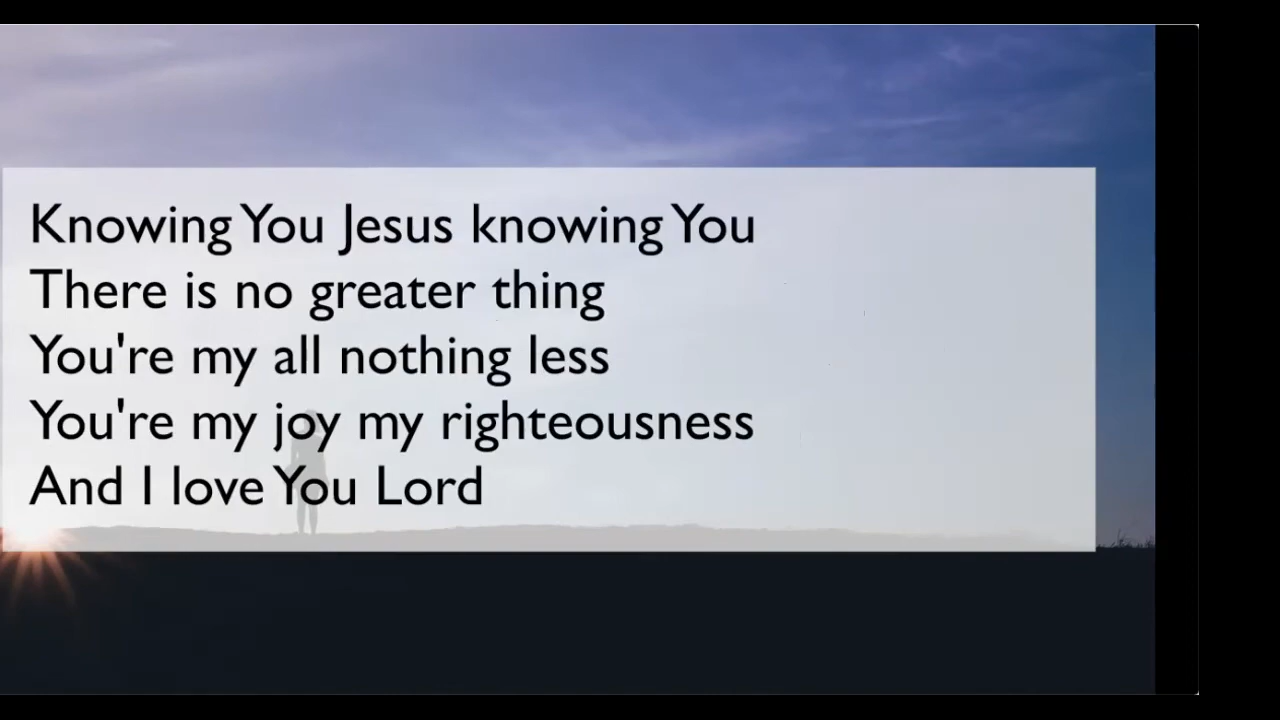 Knowing You Jesus knowing You
There is no greater thing
You're my all nothing less
You're my joy my righteousness
And I love You Lord